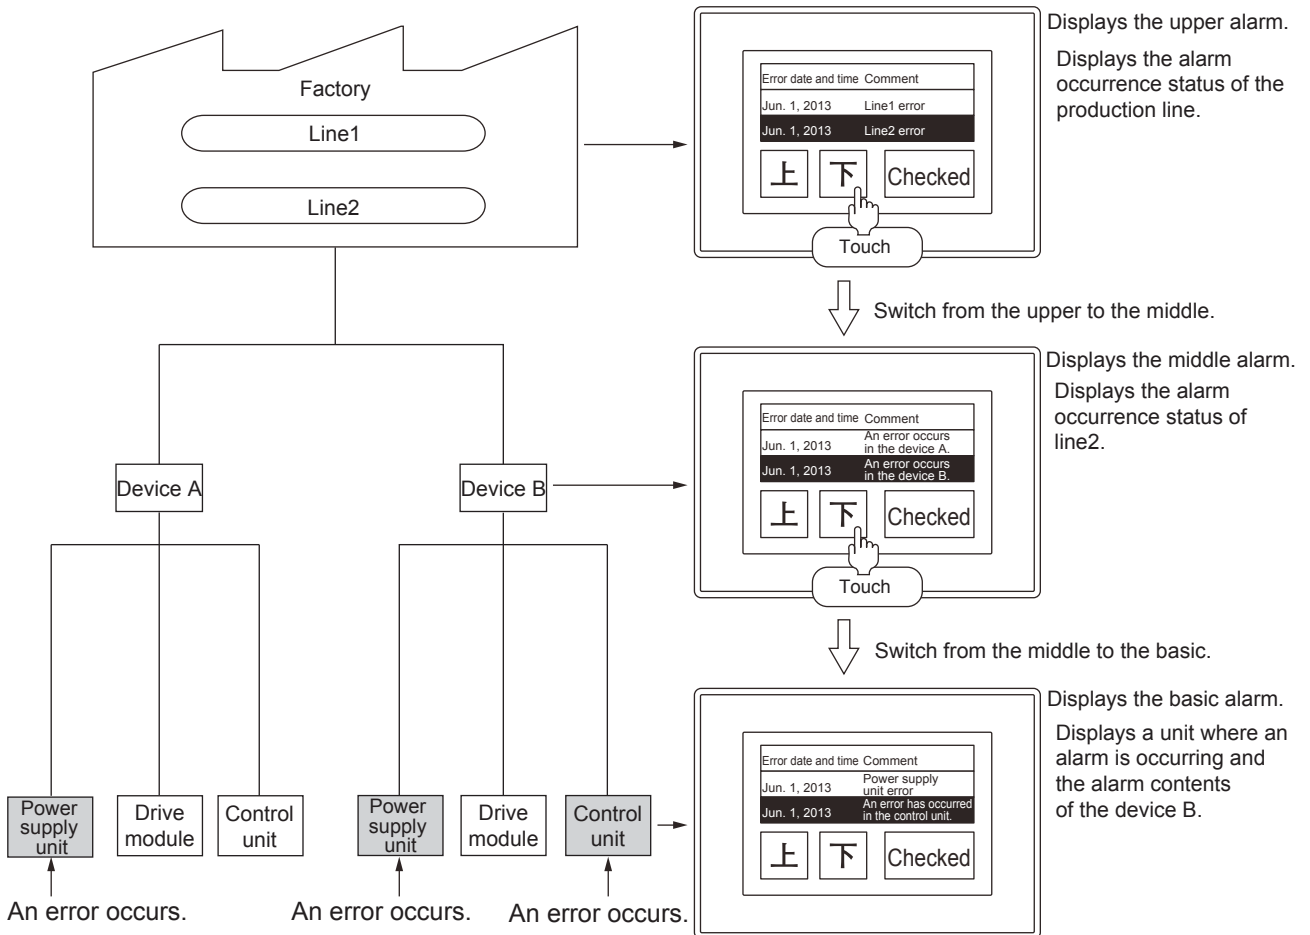 Factory
Line1
Line2
Error date and time Comment
Jun. 1, 2013 Line1 error
Jun. 1, 2013 Line2 error
上 下 Checked
Touch
Displays the upper alarm.
Displays the alarm
occurrence status of the
production line.
Switch from the upper to the middle.
Device A
Device B
Error date and time Comment
Jun. 1, 2013 An error occurs
in the device A.
Jun. 1, 2013 An error occurs
in the device B.
上 下 Checked
Touch
Displays the middle alarm.
Displays the alarm
occurrence status of
line2.
Switch from the middle to the basic.
Power
supply
unit
Drive
module
Control
unit
Power
supply
unit
Drive
module
Control
unit
An error occurs.
An error occurs.
An error occurs.
Error date and time Comment
Jun. 1, 2013 Power supply
unit error
Jun. 1, 2013 An error has occurred
in the control unit.
上 下 Checked
Displays the basic alarm.
Displays a unit where an
alarm is occurring and
the alarm contents
of the device B.